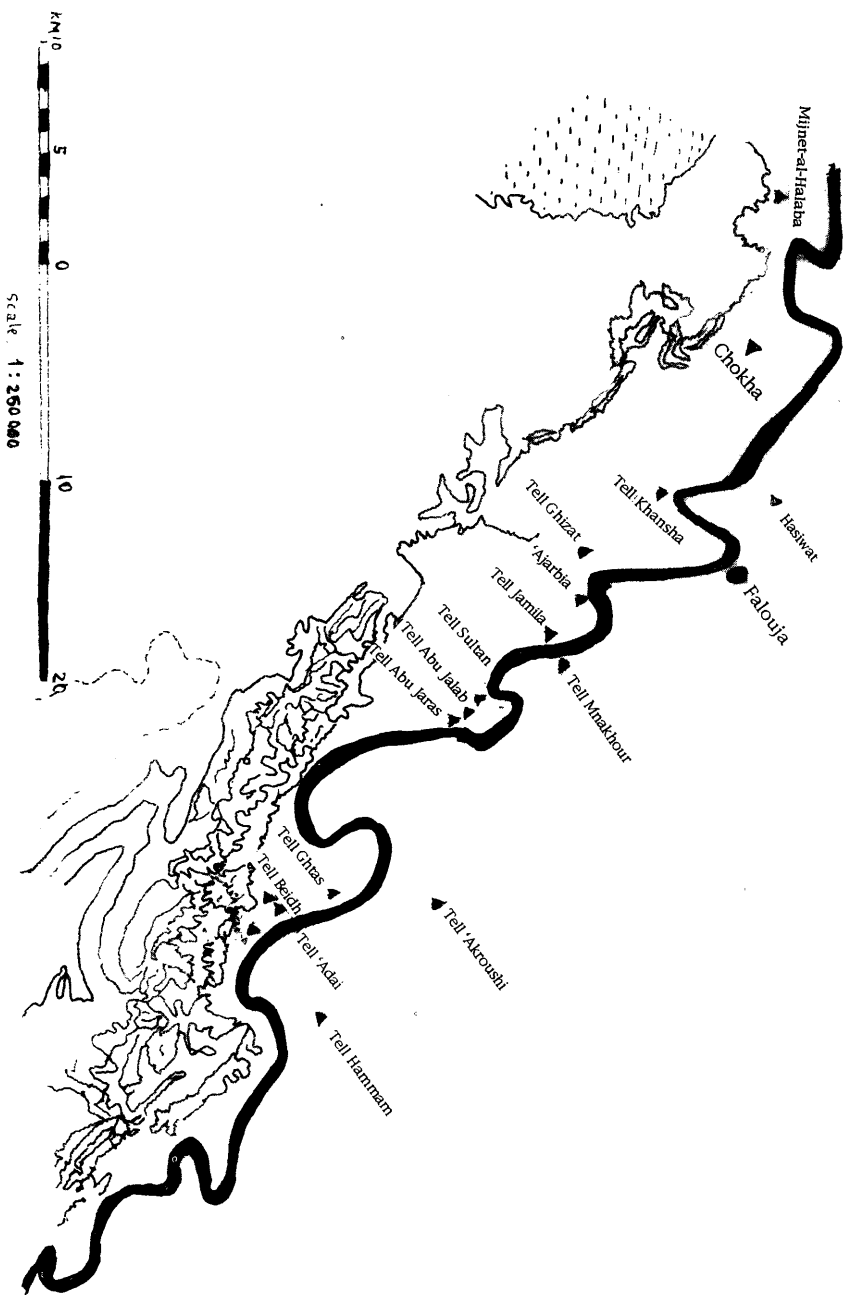 Mijnet-al-Halaba
Chokha
Hasiwat
Tell Khansha
Falouja
Tell Ghizat
'Ajarbia
Tell Jamila
Tell Mnakhour
Tell Sultan
Tell Abu Jalab
Tell Abu Jaras
Tell Ghtas
Tell Beidh
Tell 'Adai
Tell 'Akroushi
Tell Hammam
KM 10
5
0
10
20
Scale 1:250 000